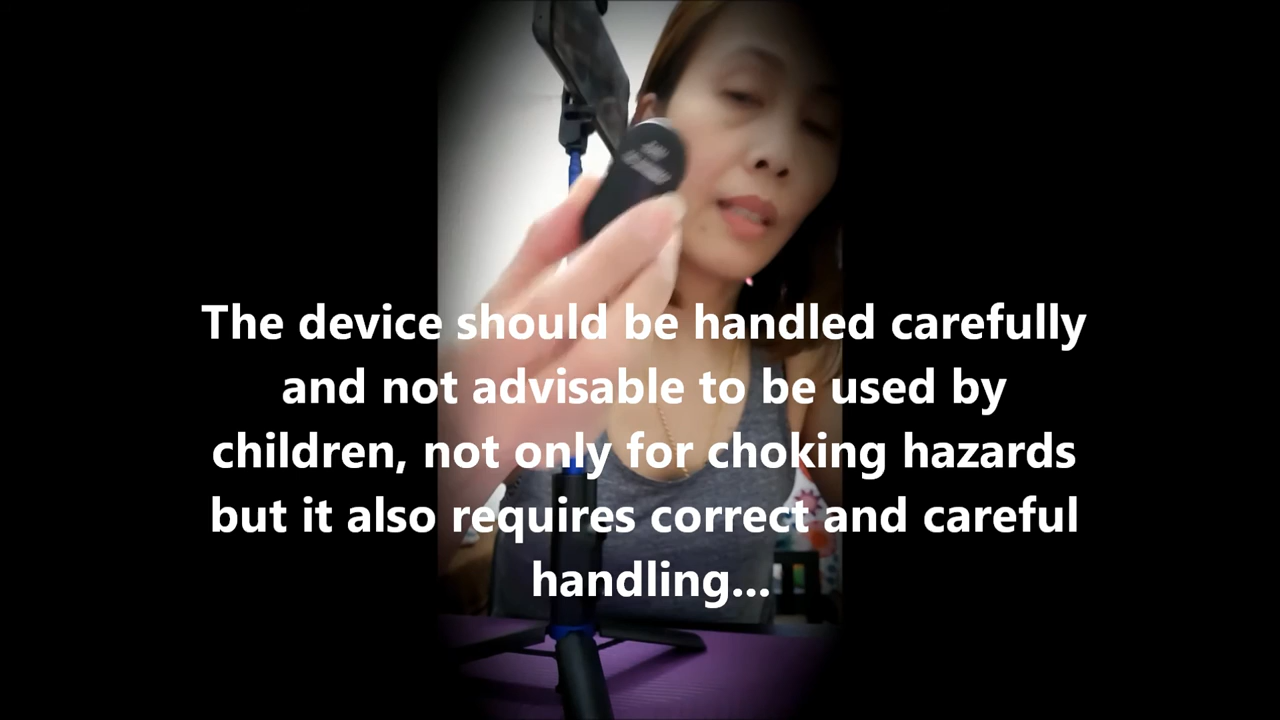 The device should be handled carefully
and not advisable to be used by
children, not only for choking hazards
but it also requires correct and careful
handling...